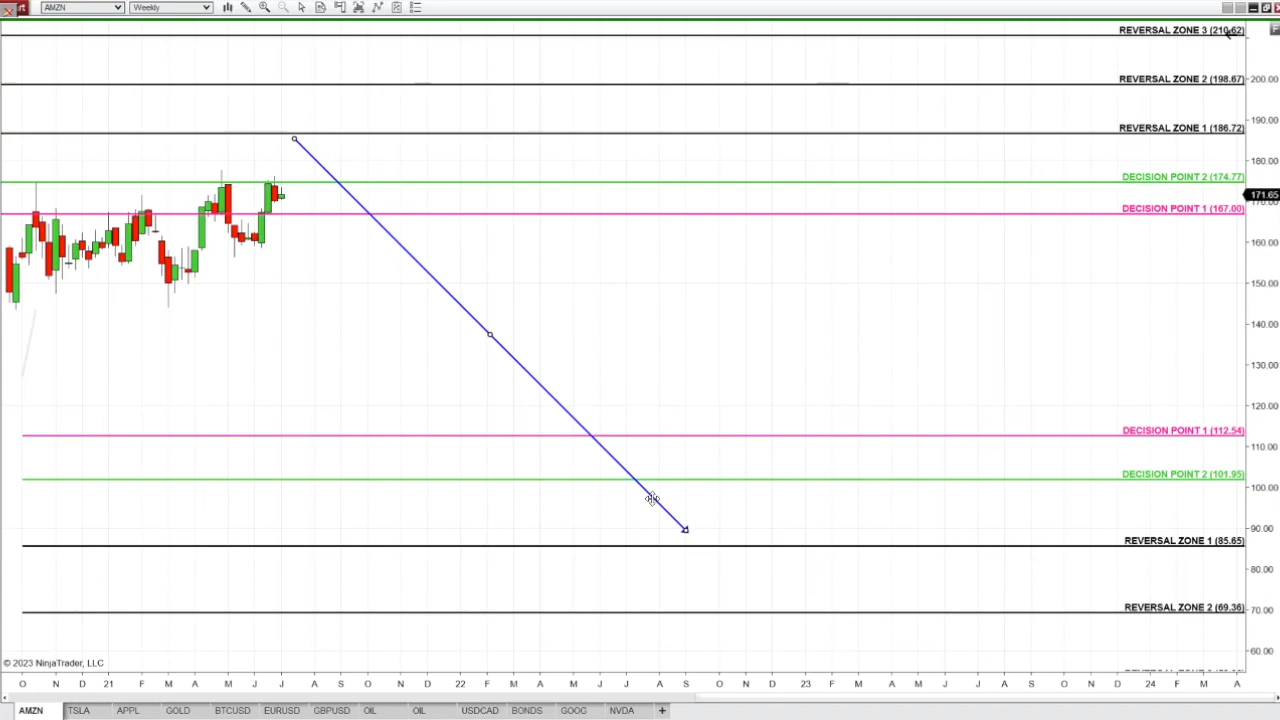 AMZN Weekly
REVERSAL ZONE 3 (210.62)
F
REVERSAL ZONE 2 (198.67)
200.00
190.00
REVERSAL ZONE 1 (186.72)
180.00
DECISION POINT 2 (174.77)
171.65
170.00
DECISION POINT 1 (167.00)
160.00
150.00
140.00
130.00
120.00
DECISION POINT 1 (112.54)
110.00
DECISION POINT 2 (101.95)
100.00
90.00
REVERSAL ZONE 1 (85.65)
80.00
REVERSAL ZONE 2 (69.36)
70.00
60.00
© 2023 NinjaTrader, LLC
O N D 21 F M A M J J A S O N D 22 F M A M J J A S O N D 23 F M A M J J A S O N D 24 F M A
AMZN TSLA APPL GOLD BTCUSD EURUSD GBPUSD OIL OIL USDCAD BONDS GOOG NVDA +